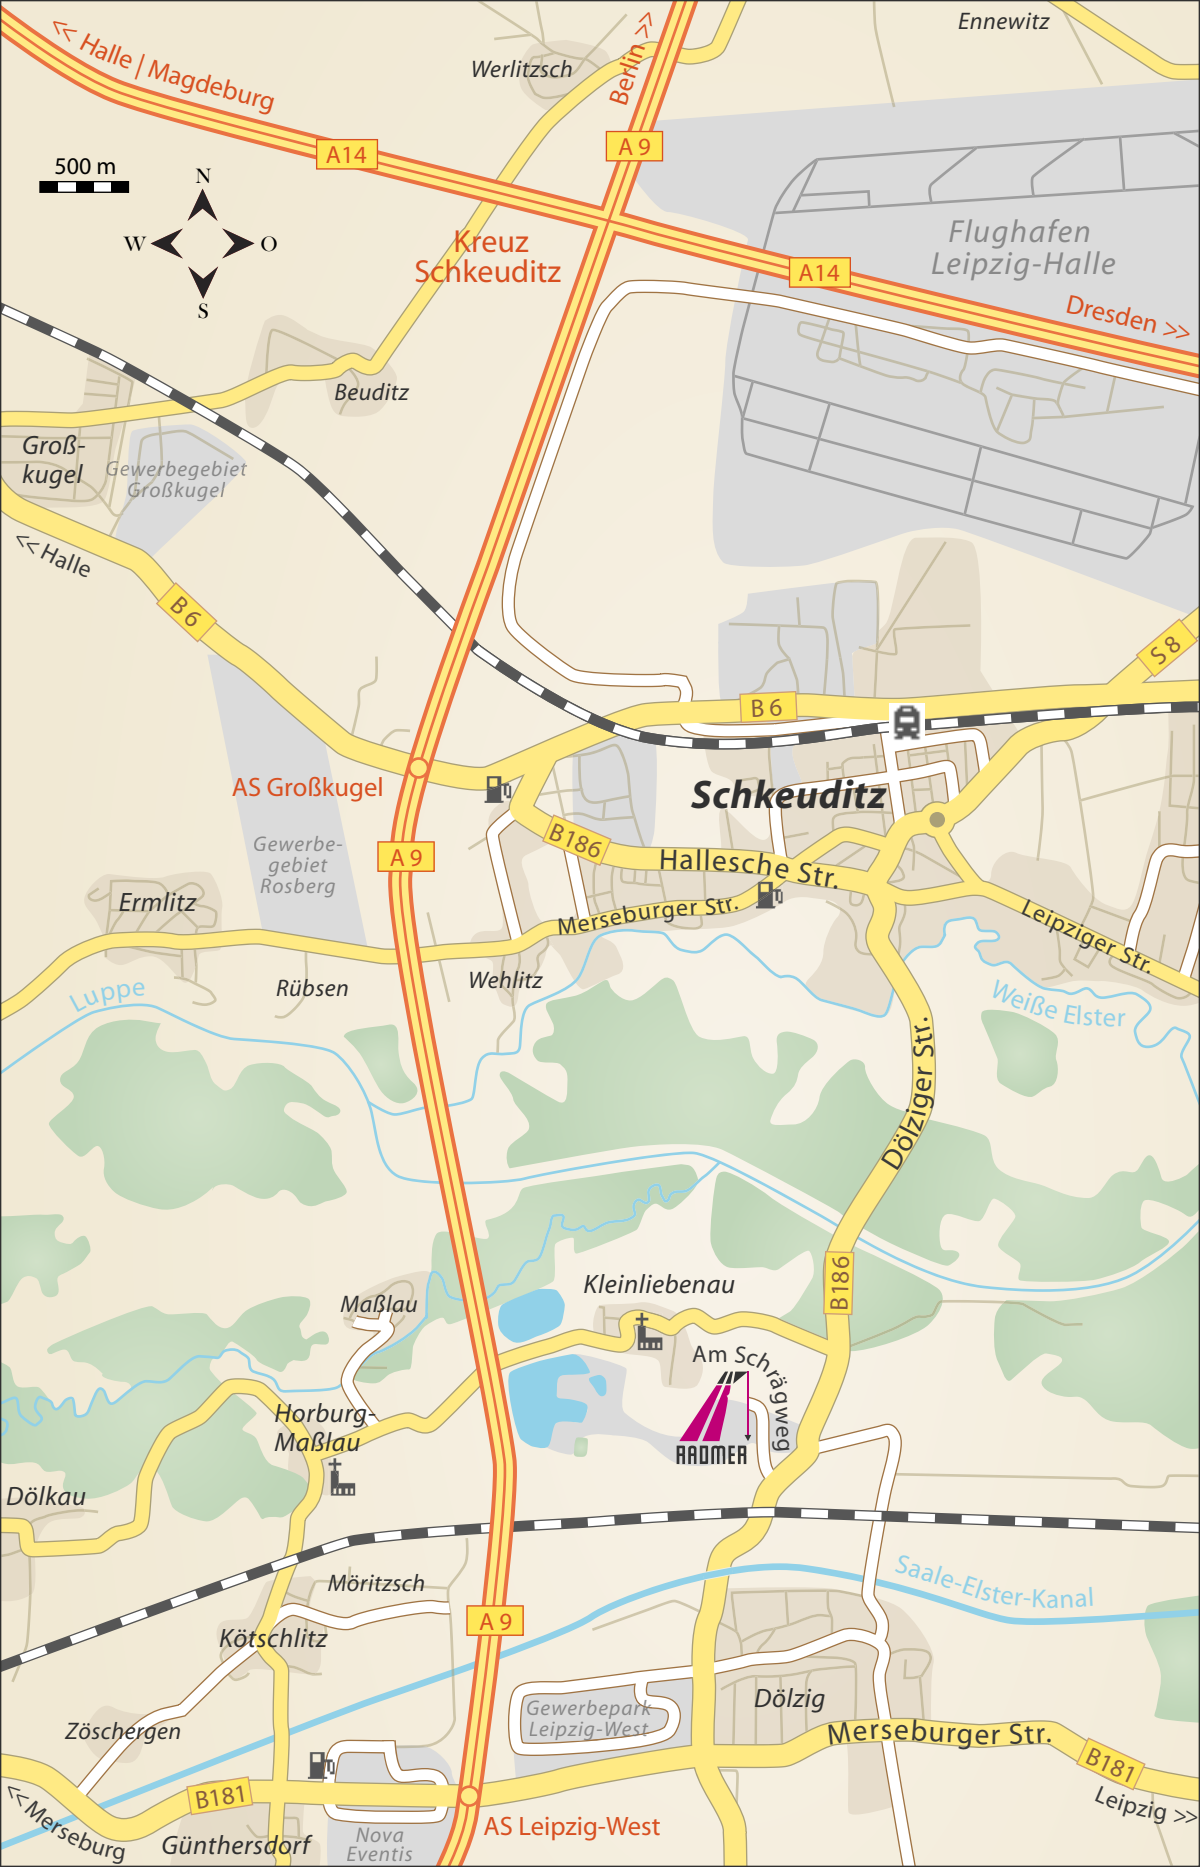 Ennewitz
<< Halle | Magdeburg
Berlin >>
Werlitzsch
A14
A 9
500 m
N
W
O
S
Kreuz
Schkeuditz
Flughafen
Leipzig-Halle
A14
Dresden >>
Beuditz
Groß-
kugel
Gewerbegebiet
Großkugel
<< Halle
B 6
S 8
B 6
AS Großkugel
Schkeuditz
B186
Hallesche Str.
A 9
Gewerbe-
gebiet
Rosberg
Ermlitz
Merseburger Str.
Leipziger Str.
Rübsen
Wehlitz
Luppe
Weiße Elster
Dölziger Str.
B186
Kleinliebenau
Maßlau
Am Schrägweg
RADMER
Horburg-
Maßlau
Dölkau
Möritzsch
Saale-Elster-Kanal
A 9
Kötschlitz
Dölzig
Gewerbepark
Leipzig-West
Zöschergen
Merseburger Str.
B181
B181
<< Merseburg
Leipzig >>
AS Leipzig-West
Günthersdorf
Nova
Eventis